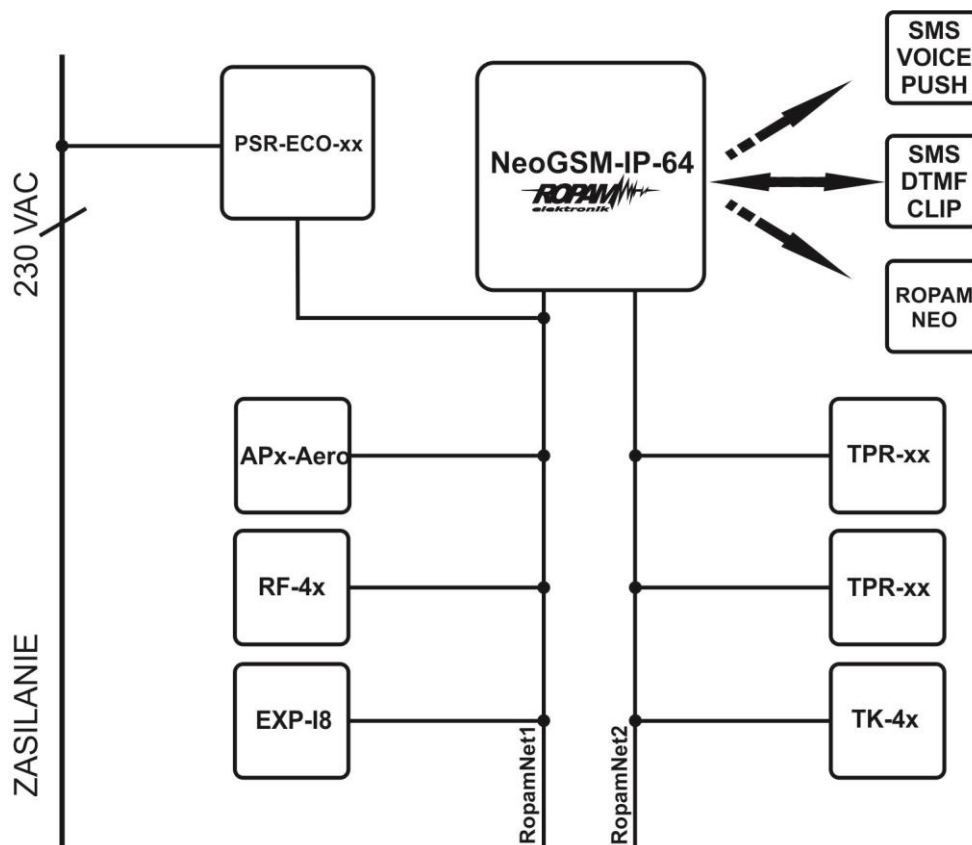 SMS
VOICE
PUSH
PSR-ECO-xx
NeoGSM-IP-64
ROPAM
elektronik
SMS
DTMF
CLIP
230 VAC
ROPAM
NEO
APx-Aero
TPR-xx
RF-4x
TPR-xx
ZASILANIE
EXP-I8
TK-4x
RopamNet1
RopamNet2